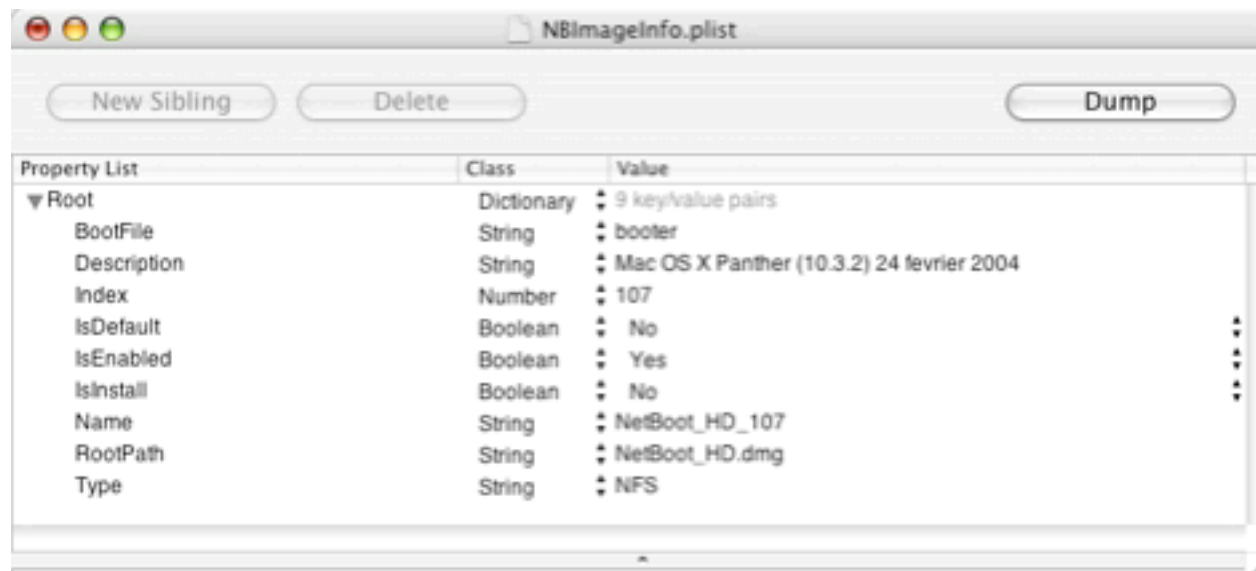 NBImageInfo.plist
New Sibling Delete Dump
Property List Class Value
Root Dictionary 9 key/value pairs
BootFile String booter
Description String Mac OS X Panther (10.3.2) 24 fevrier 2004
Index Number 107
IsDefault Boolean No
IsEnabled Boolean Yes
IsInstall Boolean No
Name String NetBoot_HD_107
RootPath String NetBoot_HD.dmg
Type String NFS